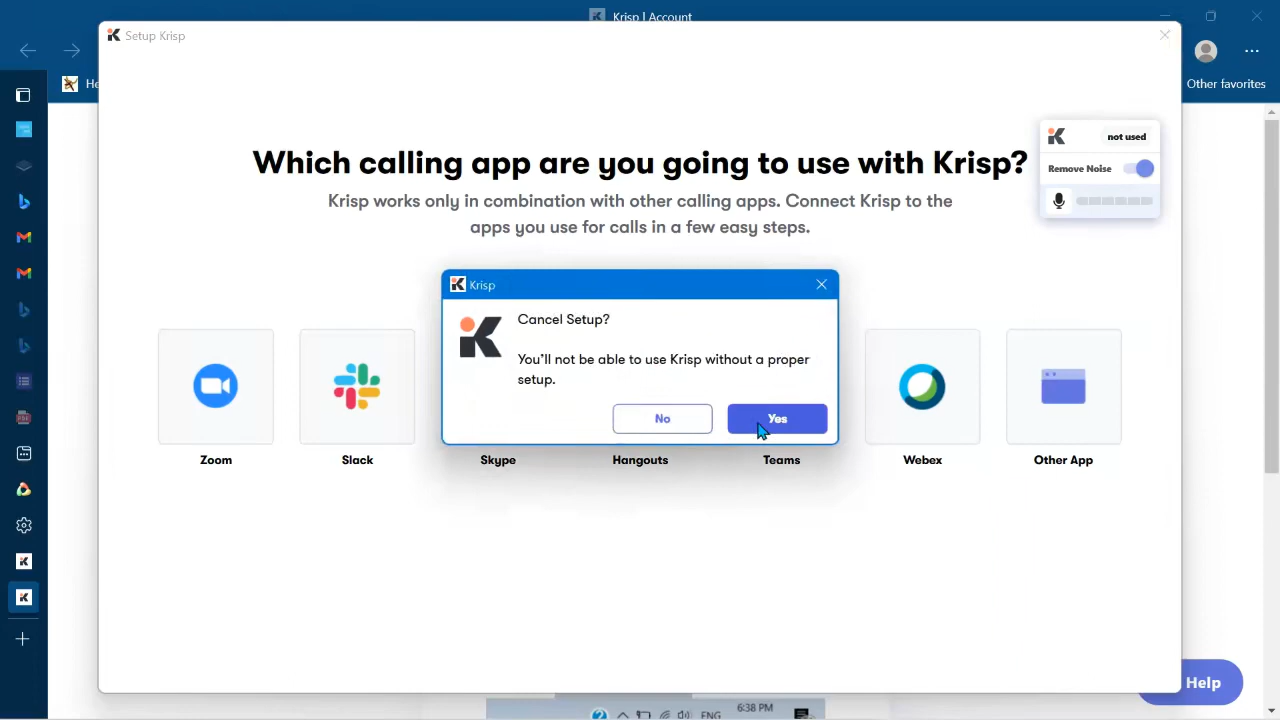 Krisp | Account
Setup Krisp
He
Other favorites
not used
Remove Noise
Which calling app are you going to use with Krisp?
Krisp works only in combination with other calling apps. Connect Krisp to the
apps you use for calls in a few easy steps.
Krisp
Cancel Setup?
You'll not be able to use Krisp without a proper
setup.
No
Yes
Zoom
Slack
Skype
Hangouts
Teams
Webex
Other App
Help
ENG
6:38 PM